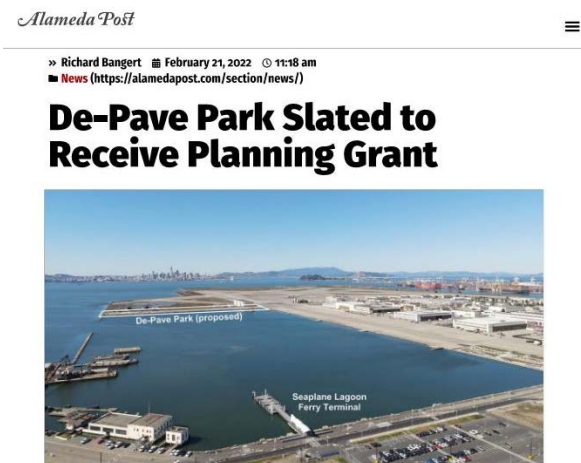 Alameda Post
» Richard Bangert February 21, 2022 11:18 am
News (https://alamedapost.com/section/news/)
De-Pave Park Slated to
Receive Planning Grant
De-Pave Park (proposed)
Seaplane Lagoon
Ferry Terminal